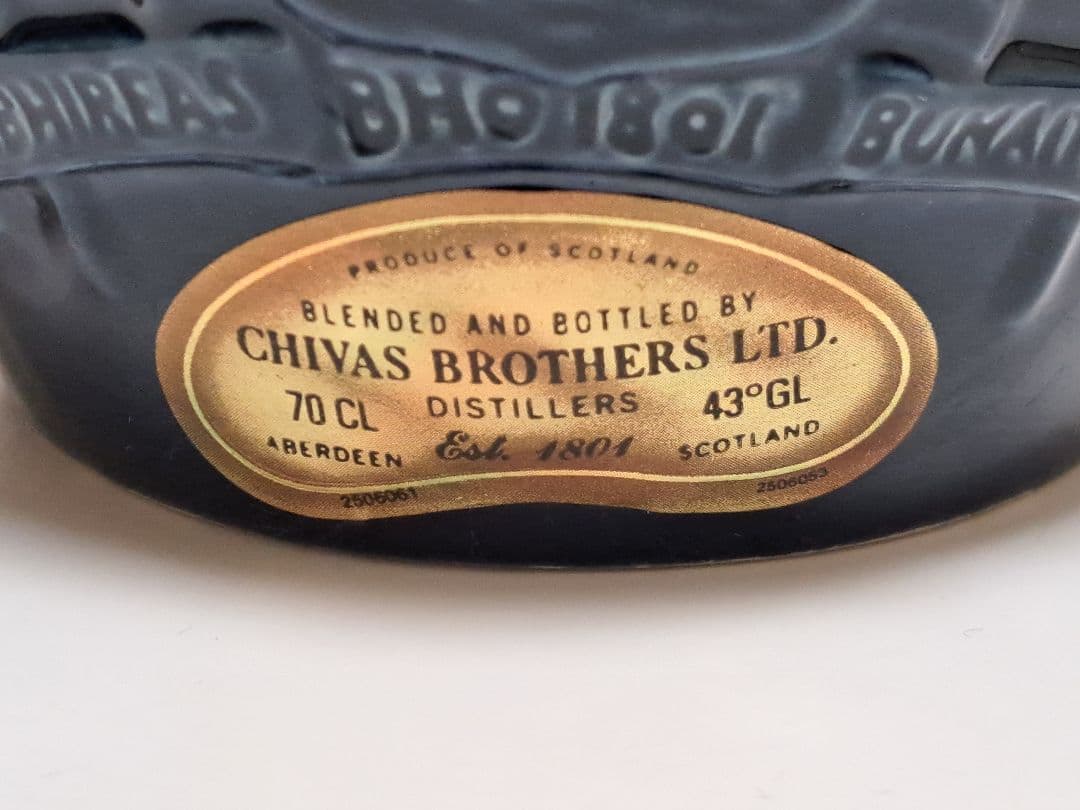 BHIREAS BHO 1801 BUNAI
PRODUCE OF SCOTLAND
BLENDED AND BOTTLED BY
CHIVAS BROTHERS LTD.
70 CL DISTILLERS 43°GL
ABERDEEN Est. 1801 SCOTLAND
2506061 2506053